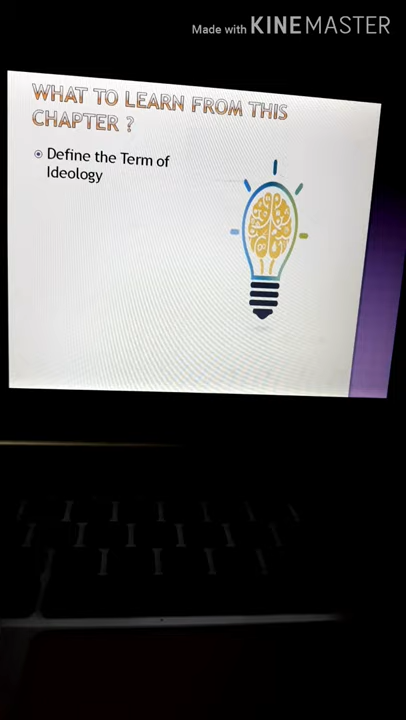 Made with KINEMASTER
WHAT TO LEARN FROM THIS
CHAPTER ?
Define the Term of
Ideology